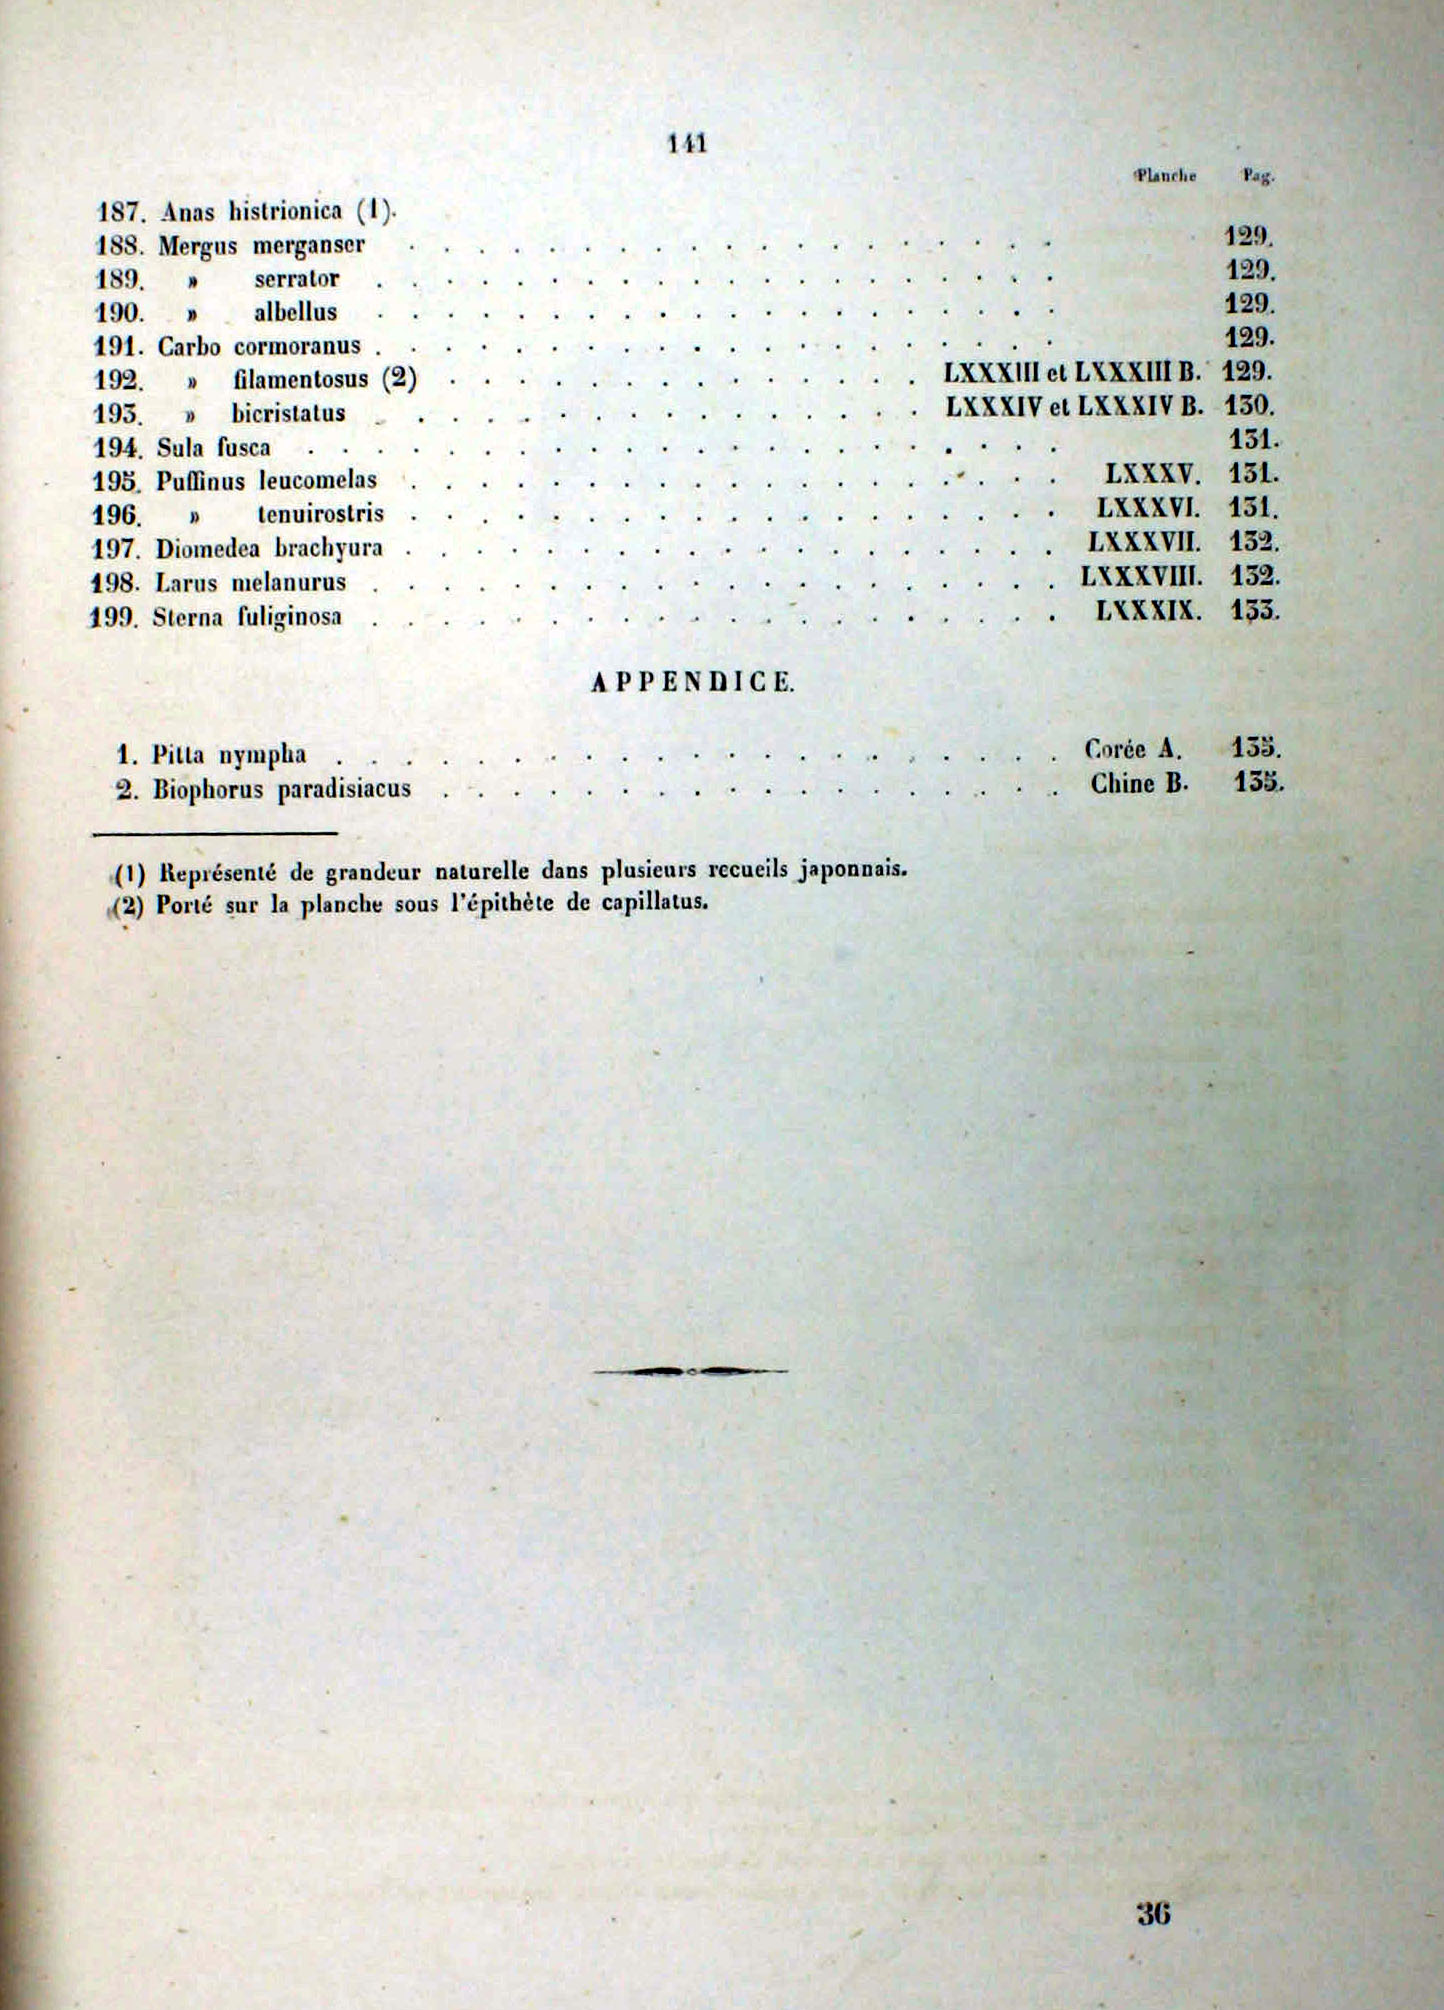 141
Planche Pag.
187. Anas histrionica (1).
188. Mergus merganser . . . . . . . . . . . . . . . . . . . 129.
189. » serrator . . . . . . . . . . . . . . . . . . . . 129.
190. » albellus . . . . . . . . . . . . . . . . . . . . 129.
191. Carbo cormoranus . . . . . . . . . . . . . . . . . . . . 129.
192. » filamentosus (2) . . . . . . . . . . . . . . LXXXIII et LXXXIII B. 129.
193. » bicristatus . . . . . . . . . . . . . . . LXXXIV et LXXXIV B. 130.
194. Sula fusca . . . . . . . . . . . . . . . . . . . . . . 131.
195. Puffinus leucomelas . . . . . . . . . . . . . . . . . . . LXXXV. 131.
196. » tenuirostris . . . . . . . . . . . . . . . . . . . LXXXVI. 131.
197. Diomedea brachyura . . . . . . . . . . . . . . . . . . . LXXXVII. 132.
198. Larus melanurus . . . . . . . . . . . . . . . . . . . . LXXXVIII. 132.
199. Sterna fuliginosa . . . . . . . . . . . . . . . . . . . . LXXXIX. 133.
APPENDICE.
1. Pitta nympha . . . . . . . . . . . . . . . . . . . . . Corée A. 135.
2. Biophorus paradisiacus . . . . . . . . . . . . . . . . . . Chine B. 135.
(1) Représenté de grandeur naturelle dans plusieurs recueils japonnais.
(2) Porté sur la planche sous l'épithète de capillatus.
36